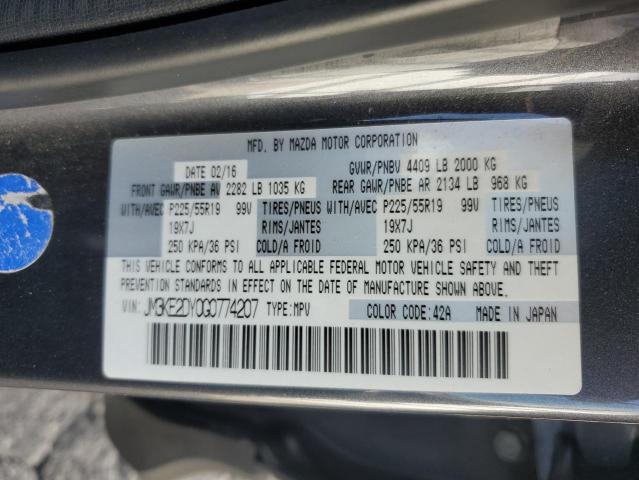 MFD. BY MAZDA MOTOR CORPORATION
DATE 02/16 GVWR/PNBV 4409 LB 2000 KG
FRONT GAWR/PNBE AV 2282 LB 1035 KG REAR GAWR/PNBE AR 2134 LB 968 KG
WITH/AVEC P225/55R19 99V TIRES/PNEUS WITH/AVEC P225/55R19 99V TIRES/PNEUS
19X7J RIMS/JANTES 19X7J RIMS/JANTES
250 KPA/36 PSI COLD/A FROID 250 KPA/36 PSI COLD/A FROID
THIS VEHICLE CONFORMS TO ALL APPLICABLE FEDERAL MOTOR VEHICLE SAFETY AND THEFT
PREVENTION STANDARDS IN EFFECT ON THE DATE OF MANUFACTURE SHOWN ABOVE.
VIN: JM3KE2DY0G0774207 TYPE:MPV COLOR CODE:42A MADE IN JAPAN